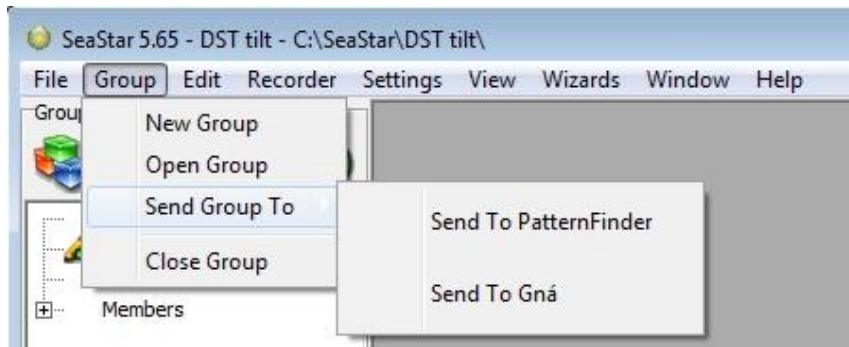 SeaStar 5.65 - DST tilt - C:\SeaStar\DST tilt\
File Group Edit Recorder Settings View Wizards Window Help
Group
New Group
Open Group
Send Group To
Send To PatternFinder
Close Group
Send To Gná
Members